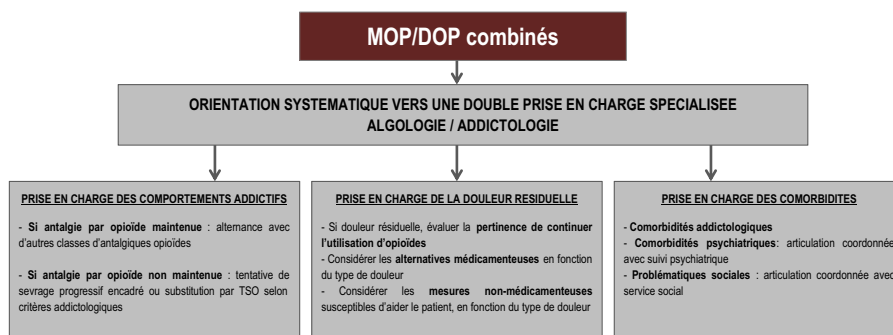 MOP/DOP combinés
ORIENTATION SYSTEMATIQUE VERS UNE DOUBLE PRISE EN CHARGE SPECIALISEE
ALGOLOGIE / ADDICTOLOGIE
PRISE EN CHARGE DES COMPORTEMENTS ADDICTIFS
- Si antalgie par opioïde maintenue : alternance avec
d'autres classes d'antalgiques opioïdes
- Si antalgie par opioïde non maintenue : tentative de
sevrage progressif encadré ou substitution par TSO selon
critères addictologiques
PRISE EN CHARGE DE LA DOULEUR RESIDUELLE
- Si douleur résiduelle, évaluer la pertinence de continuer
l'utilisation d'opioïdes
- Considérer les alternatives médicamenteuses en fonction
du type de douleur
- Considérer les mesures non-médicamenteuses
susceptibles d'aider le patient, en fonction du type de douleur
PRISE EN CHARGE DES COMORBIDITES
- Comorbidités addictologiques
- Comorbidités psychiatriques: articulation coordonnée
avec suivi psychiatrique
- Problématiques sociales : articulation coordonnée avec
service social